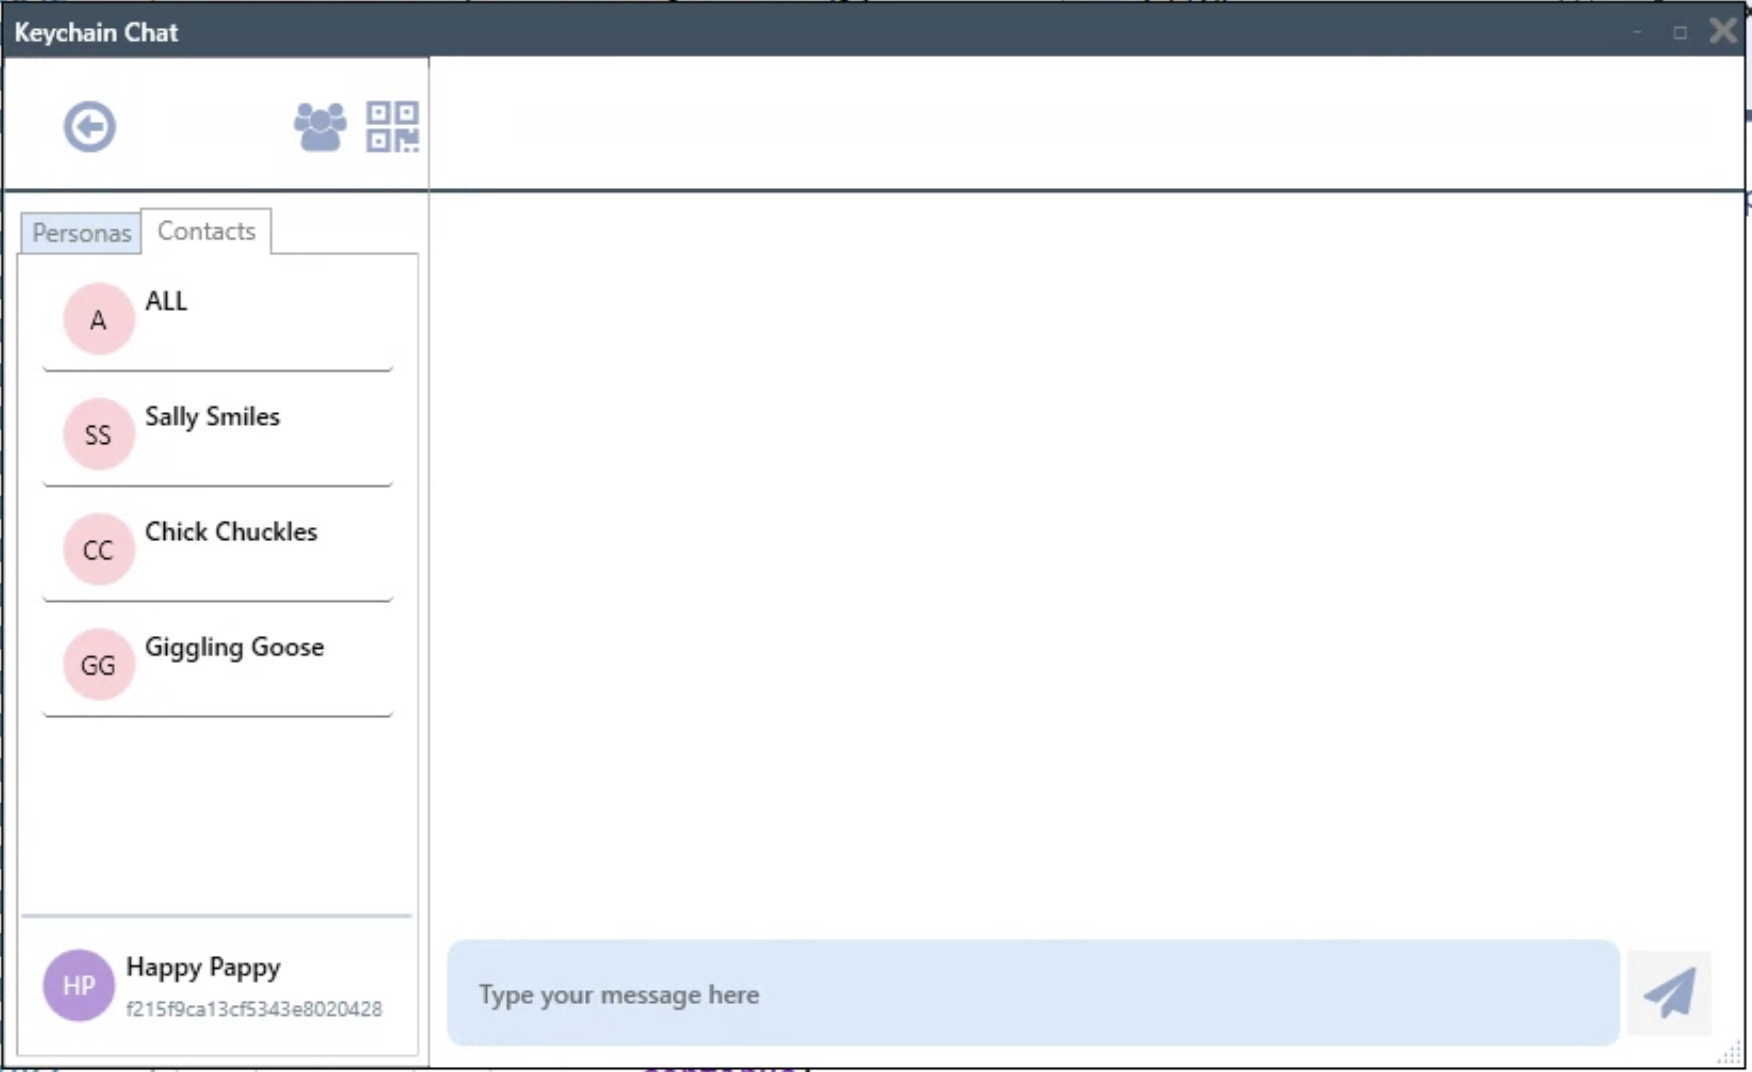 Keychain Chat
Personas
Contacts
A
ALL
SS
Sally Smiles
CC
Chick Chuckles
GG
Giggling Goose
HP
Happy Pappy
f215f9ca13cf5343e8020428
Type your message here